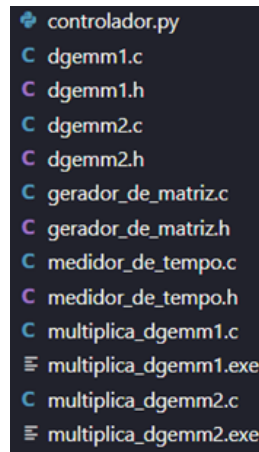 controlador.py
C dgemm1.c
C dgemm1.h
C dgemm2.c
C dgemm2.h
C gerador_de_matriz.c
C gerador_de_matriz.h
C medidor_de_tempo.c
C medidor_de_tempo.h
C multiplica_dgemm1.c
multiplica_dgemm1.exe
C multiplica_dgemm2.c
multiplica_dgemm2.exe